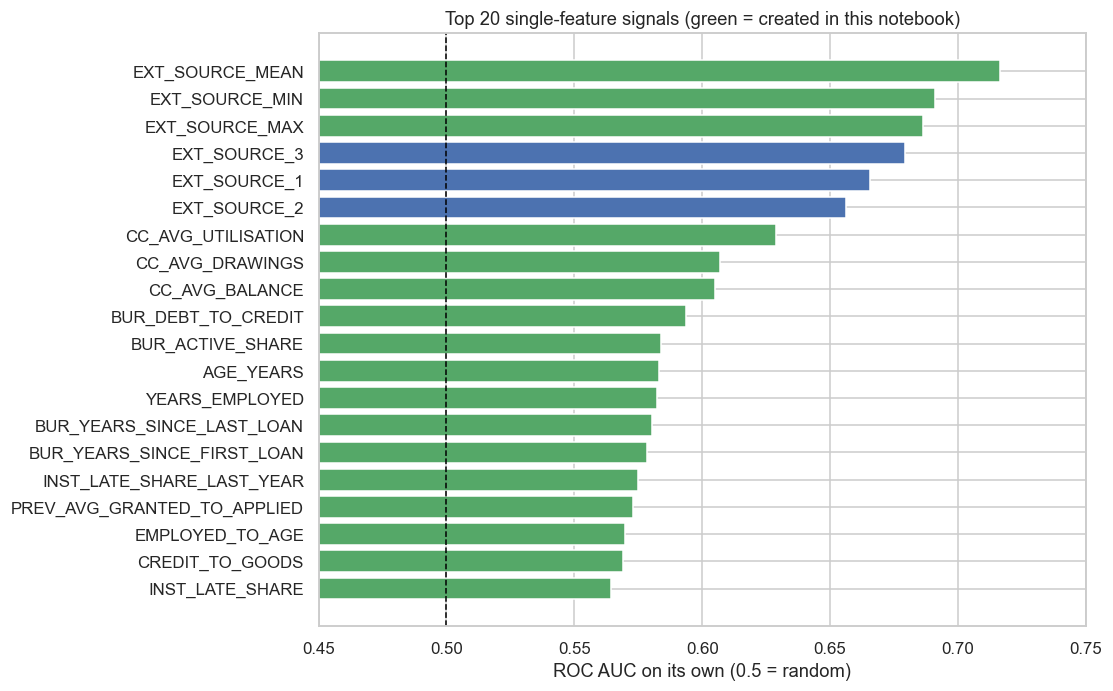 Top 20 single-feature signals (green = created in this notebook)
EXT_SOURCE_MEAN
EXT_SOURCE_MIN
EXT_SOURCE_MAX
EXT_SOURCE_3
EXT_SOURCE_1
EXT_SOURCE_2
CC_AVG_UTILISATION
CC_AVG_DRAWINGS
CC_AVG_BALANCE
BUR_DEBT_TO_CREDIT
BUR_ACTIVE_SHARE
AGE_YEARS
YEARS_EMPLOYED
BUR_YEARS_SINCE_LAST_LOAN
BUR_YEARS_SINCE_FIRST_LOAN
INST_LATE_SHARE_LAST_YEAR
PREV_AVG_GRANTED_TO_APPLIED
EMPLOYED_TO_AGE
CREDIT_TO_GOODS
INST_LATE_SHARE
0.45 0.50 0.55 0.60 0.65 0.70 0.75
ROC AUC on its own (0.5 = random)